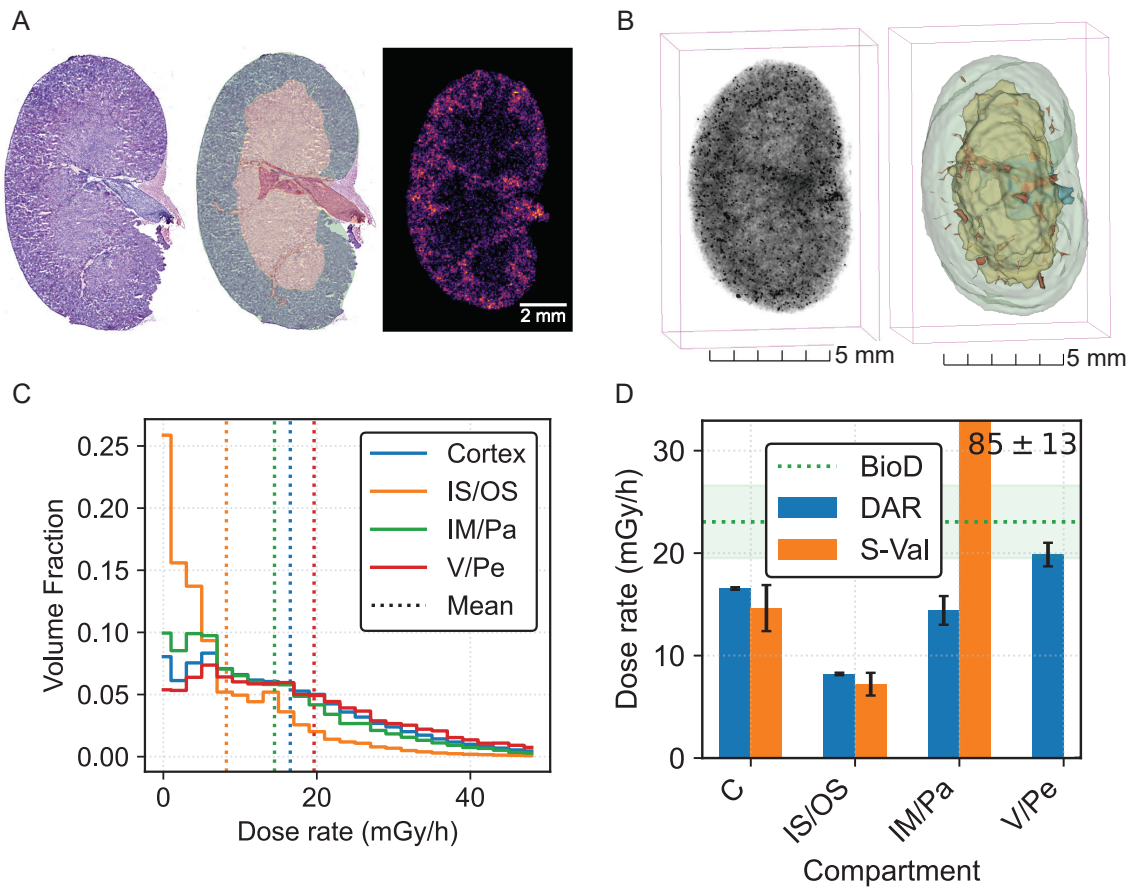 A
B
2 mm
5 mm
5 mm
C
D
0.25
0.20
0.15
0.10
0.05
0.00
Volume Fraction
Cortex
IS/OS
IM/Pa
V/Pe
Mean
0
20
40
Dose rate (mGy/h)
30
20
10
0
Dose rate (mGy/h)
85 ± 13
BioD
DAR
S-Val
C
IS/OS
IM/Pa
V/Pe
Compartment